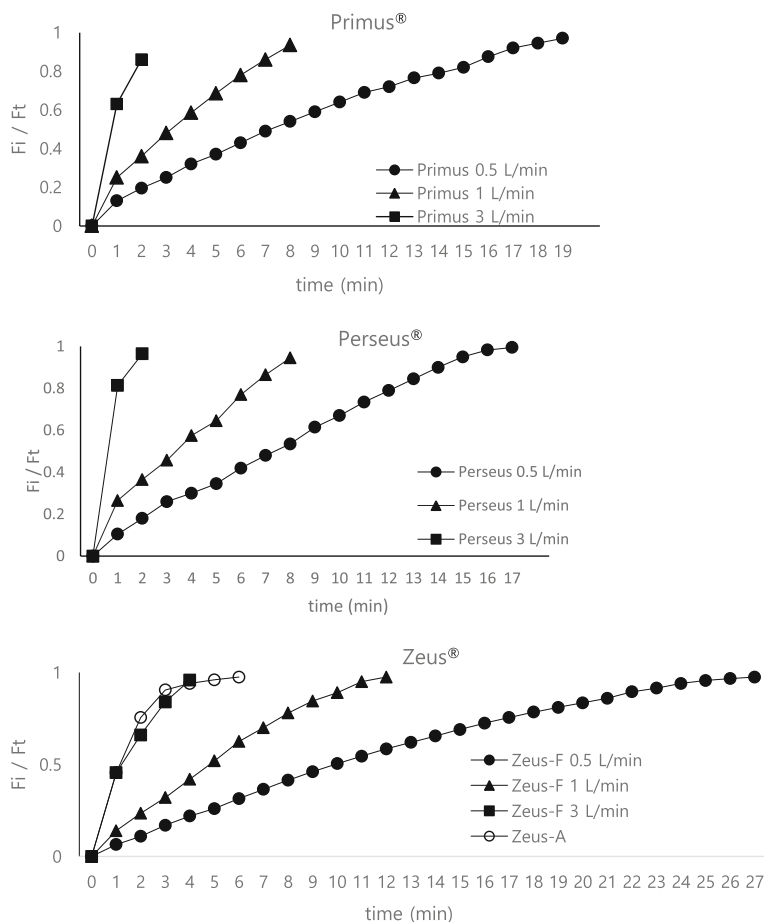 Primus®
1
0.8
0.6
0.4
0.2
0
Fi / Ft
Primus 0.5 L/min
Primus 1 L/min
Primus 3 L/min
0 1 2 3 4 5 6 7 8 9 10 11 12 13 14 15 16 17 18 19
time (min)
Perseus®
1
0.8
0.6
0.4
0.2
0
Fi / Ft
Perseus 0.5 L/min
Perseus 1 L/min
Perseus 3 L/min
0 1 2 3 4 5 6 7 8 9 10 11 12 13 14 15 16 17
time (min)
Zeus®
1
0.5
0
Fi / Ft
Zeus-F 0.5 L/min
Zeus-F 1 L/min
Zeus-F 3 L/min
Zeus-A
0 1 2 3 4 5 6 7 8 9 10 11 12 13 14 15 16 17 18 19 20 21 22 23 24 25 26 27
time (min)